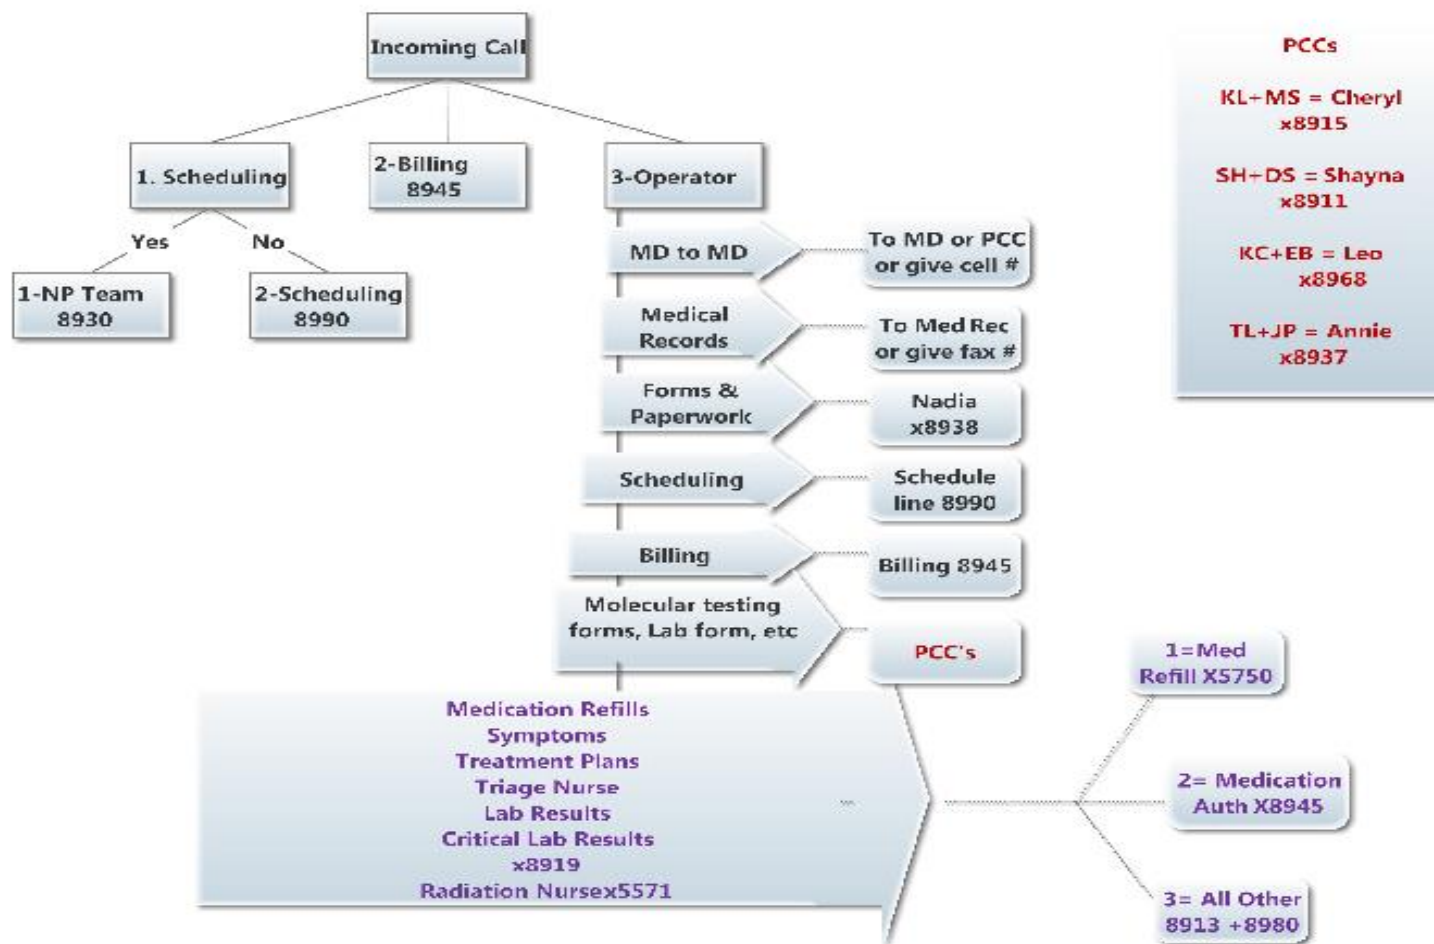 Incoming Call
1. Scheduling
2-Billing
8945
3-Operator
Yes
No
1-NP Team
8930
2-Scheduling
8990
MD to MD
To MD or PCC
or give cell #
Medical
Records
To Med Rec
or give fax #
Forms &
Paperwork
Nadia
x8938
Scheduling
Schedule
line 8990
Billing
Billing 8945
Molecular testing
forms, Lab form, etc
PCC's
Medication Refills
Symptoms
Treatment Plans
Triage Nurse
Lab Results
Critical Lab Results
x8919
Radiation Nursex5571
1=Med
Refill X5750
2= Medication
Auth X8945
3= All Other
8913 +8980
PCCs
KL+MS = Cheryl
x8915
SH+DS = Shayna
x8911
KC+EB = Leo
x8968
TL+JP = Annie
x8937